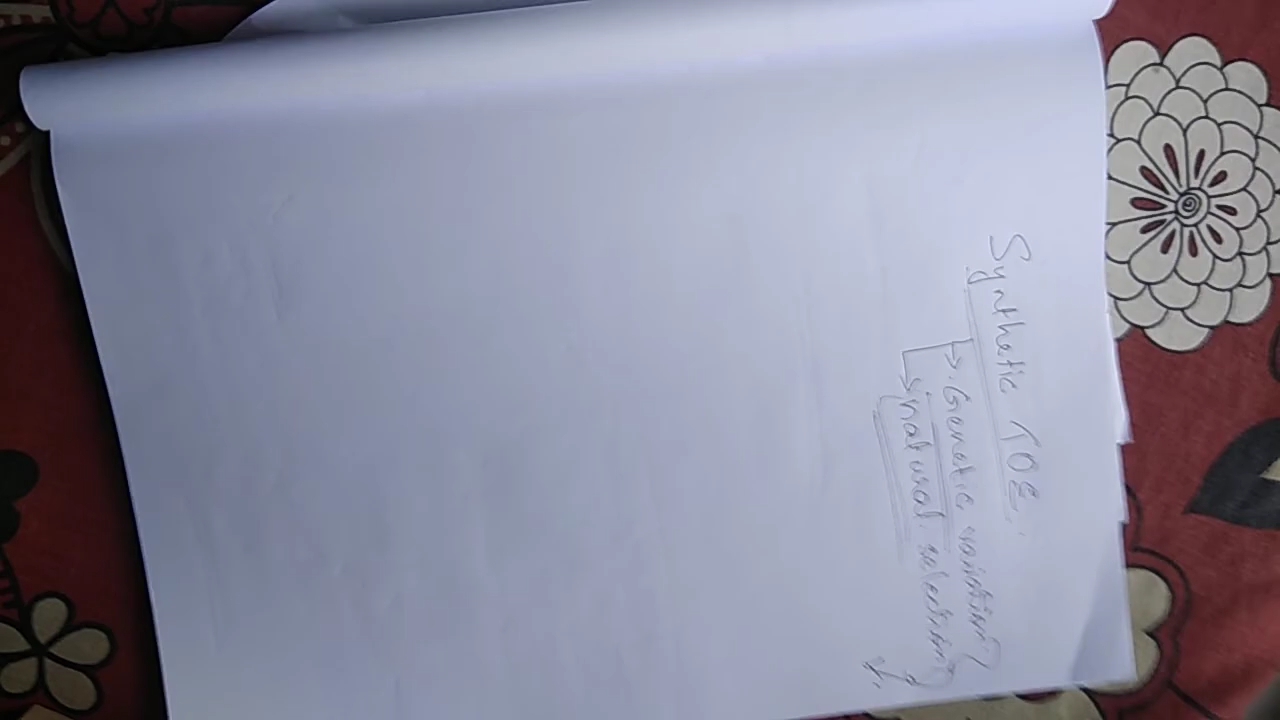 Synthetic TOE.
→ Genetic variation?
→ natural selection?